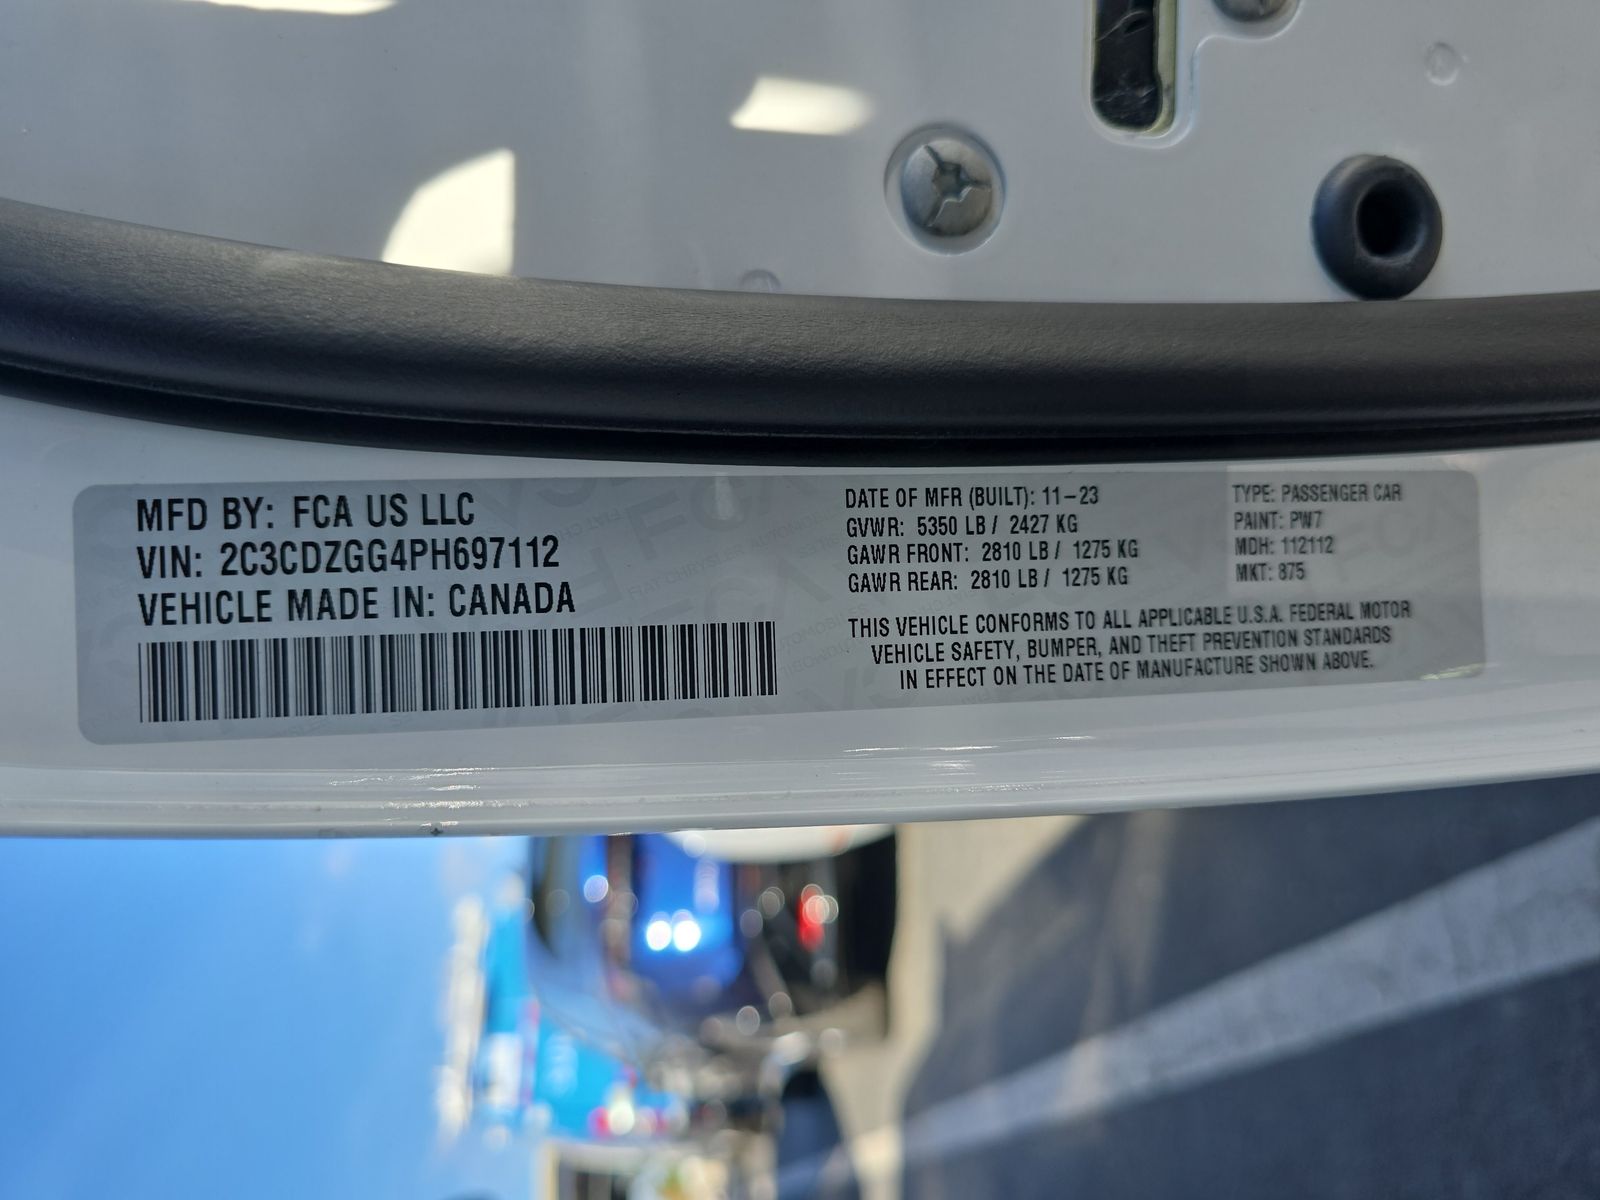 MFD BY: FCA US LLC
VIN: 2C3CDZGG4PH697112
VEHICLE MADE IN: CANADA
DATE OF MFR (BUILT): 11-23
GVWR: 5350 LB / 2427 KG
GAWR FRONT: 2810 LB / 1275 KG
GAWR REAR: 2810 LB / 1275 KG
TYPE: PASSENGER CAR
PAINT: PW7
MDH: 112112
MKT: 875
THIS VEHICLE CONFORMS TO ALL APPLICABLE U.S.A. FEDERAL MOTOR
VEHICLE SAFETY, BUMPER, AND THEFT PREVENTION STANDARDS
IN EFFECT ON THE DATE OF MANUFACTURE SHOWN ABOVE.